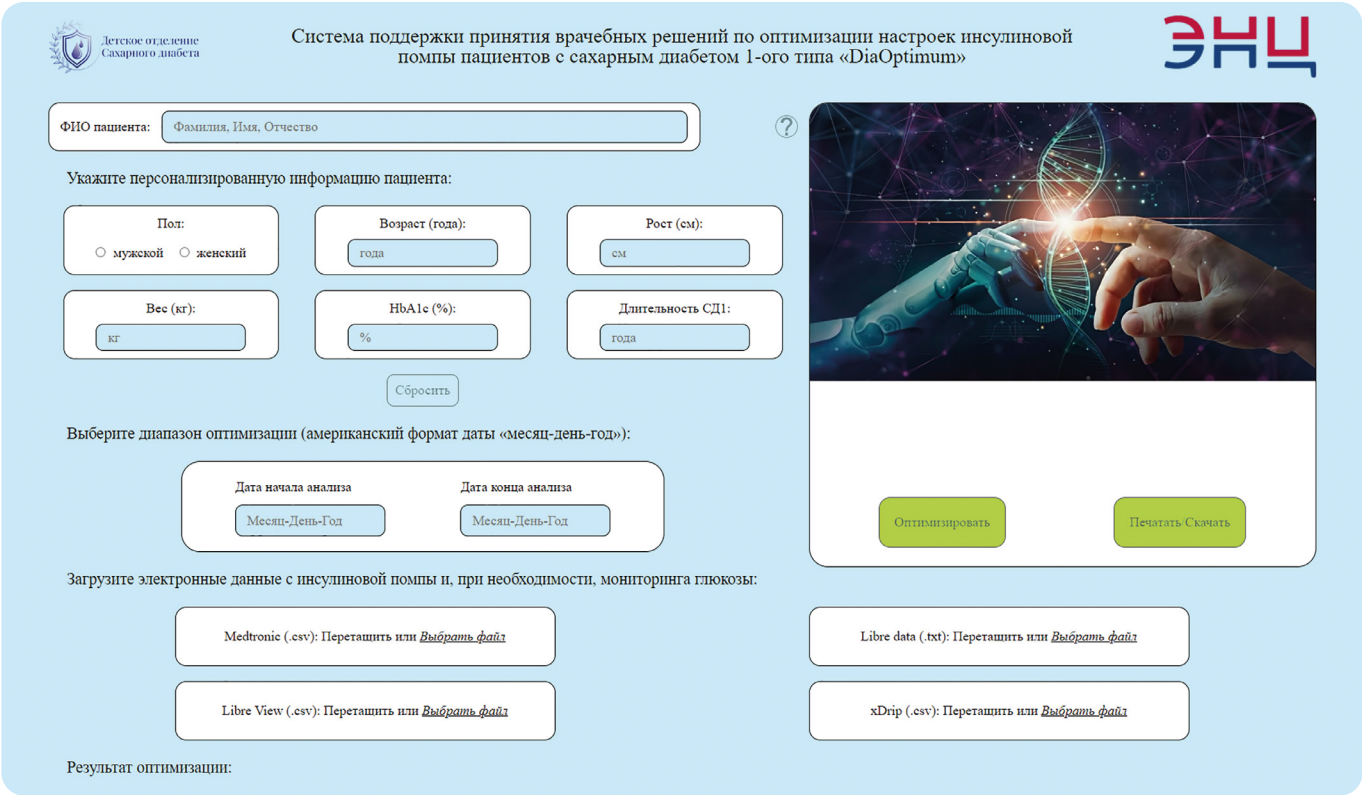 Детское отделение
Сахарного диабета
Система поддержки принятия врачебных решений по оптимизации настроек инсулиновой
помпы пациентов с сахарным диабетом 1-ого типа «DiaOptimum»
ЭНЦ
ФИО пациента: Фамилия, Имя, Отчество
?
Укажите персонализированную информацию пациента:
Пол:
мужской женский
Возраст (года):
года
Рост (см):
см
Вес (кг):
кг
HbA1c (%):
%
Длительность СД1:
года
Сбросить
Выберите диапазон оптимизации (американский формат даты «месяц-день-год»):
Дата начала анализа
Месяц-День-Год
Дата конца анализа
Месяц-День-Год
Оптимизировать
Печатать/Скачать
Загрузите электронные данные с инсулиновой помпы и, при необходимости, мониторинга глюкозы:
Medtronic (.csv): Перетащить или Выбрать файл
Libre data (.txt): Перетащить или Выбрать файл
Libre View (.csv): Перетащить или Выбрать файл
xDrip (.csv): Перетащить или Выбрать файл
Результат оптимизации: